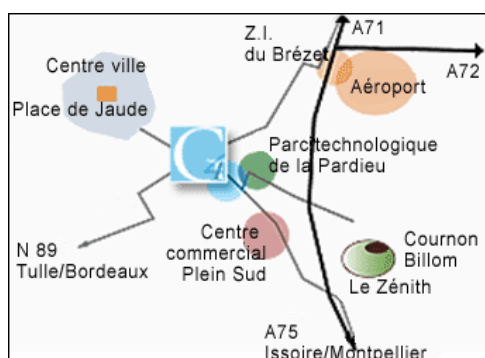 Z.I.
du Brézet
A71
A72
Centre ville
Place de Jaude
Aéroport
Parc technologique
de la Pardieu
Centre
commercial
Plein Sud
Cournon
Billom
Le Zénith
N 89
Tulle/Bordeaux
A75
Issoire/Montpellier